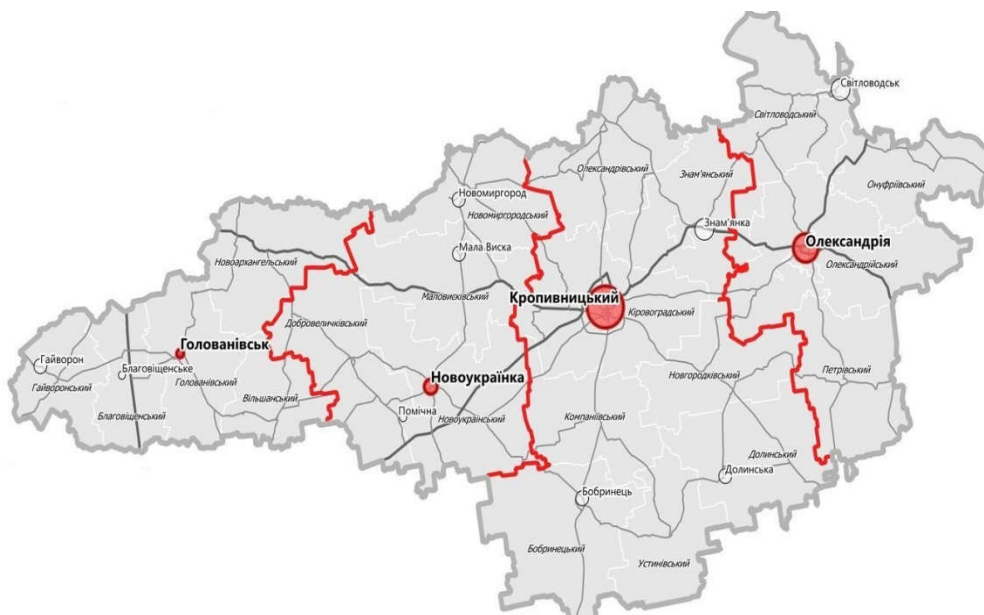 Світловодськ
Світловодський
Олександрівський
Знам'янський
Онуфріївський
Новомиргород
Новомиргородський
Знам'янка
Олександрія
Мала Виска
Новоархангельський
Олександрійський
Маловисківський
Кропивницький
Кіровоградський
Добровеличківський
Голованівськ
Гайворон
Благовіщенське
Гайворонський
Голованівський
Новоукраїнка
Новгородківський
Петрівський
Вільшанський
Благовіщенський
Помічна
Новоукраїнський
Компаніївський
Долинський
Долинська
Бобринець
Бобринецький
Устинівський